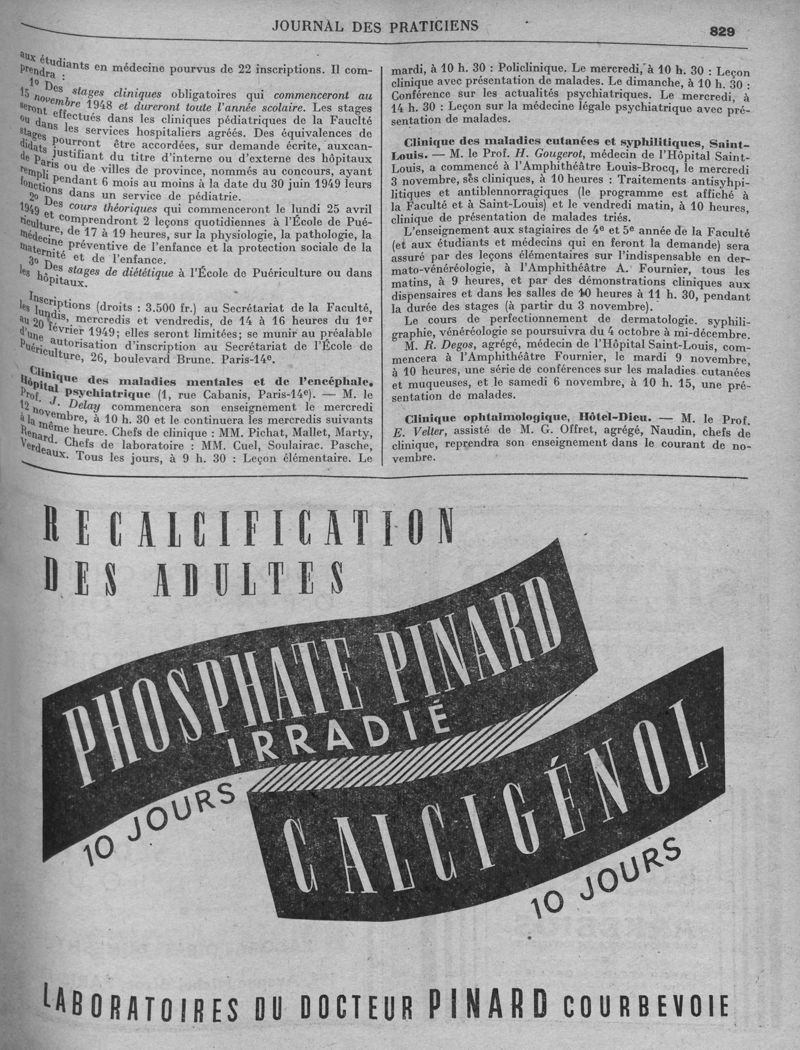 JOURNAL DES PRATICIENS
829
aux étudiants en médecine pourvus de 22 inscriptions. Il com-
prendra :
1o Des stages cliniques obligatoires qui commenceront au
15 novembre 1948 et dureront toute l'année scolaire. Les stages
seront effectués dans les cliniques pédiatriques de la Fauclté
ou dans les services hospitaliers agréés. Des équivalences de
stages pourront être accordées, sur demande écrite, auxcan-
didats justifiant du titre d'interne ou d'externe des hôpitaux
de Paris ou de villes de province, nommés au concours, ayant
rempli pendant 6 mois au moins à la date du 30 juin 1949 leurs
fonctions dans un service de pédiatrie.
2o Des cours théoriques qui commenceront le lundi 25 avril
1949 et comprendront 2 leçons quotidiennes à l'École de Pué-
riculture, de 17 à 19 heures, sur la physiologie, la pathologie, la
médecine préventive de l'enfance et la protection sociale de la
maternité et de l'enfance.
3o Des stages de diététique à l'École de Puériculture ou dans
les hôpitaux.
Inscriptions (droits : 3.500 fr.) au Secrétariat de la Faculté,
les lundis, mercredis et vendredis, de 14 à 16 heures du 1er
au 20 février 1949; elles seront limitées; se munir au préalable
d'une autorisation d'inscription au Secrétariat de l'École de
Puériculture, 26, boulevard Brune. Paris-14e.
Clinique des maladies mentales et de l'encéphale.
Hôpital psychiatrique (1, rue Cabanis, Paris-14e). — M. le
Prof. J. Delay commencera son enseignement le mercredi
12 novembre, à 10 h. 30 et le continuera les mercredis suivants
à la même heure. Chefs de clinique : MM. Pichat, Mallet, Marty,
Renard. Chefs de laboratoire : MM. Cuel, Soulairac. Pasche,
Verdeaux. Tous les jours, à 9 h. 30 : Leçon élémentaire. Le
mardi, à 10 h. 30 : Policlinique. Le mercredi, à 10 h. 30 : Leçon
clinique avec présentation de malades. Le dimanche, à 10 h. 30 :
Conférence sur les actualités psychiatriques. Le mercredi, à
14 h. 30 : Leçon sur la médecine légale psychiatrique avec pré-
sentation de malades.
Clinique des maladies cutanées et syphilitiques, Saint-
Louis. — M. le Prof. H. Gougerot, médecin de l'Hôpital Saint-
Louis, a commencé à l'Amphithéâtre Louis-Brocq, le mercredi
3 novembre, ses cliniques, à 10 heures : Traitements antisyhpi-
litiques et antiblennorragiques (le programme est affiché à
la Faculté et à Saint-Louis) et le vendredi matin, à 10 heures,
clinique de présentation de malades triés.
L'enseignement aux stagiaires de 4e et 5e année de la Faculté
(et aux étudiants et médecins qui en feront la demande) sera
assuré par des leçons élémentaires sur l'indispensable en der-
mato-vénéréologie, à l'Amphithéâtre A. Fournier, tous les
matins, à 9 heures, et par des démonstrations cliniques aux
dispensaires et dans les salles de 10 heures à 11 h. 30, pendant
la durée des stages (à partir du 3 novembre).
Le cours de perfectionnement de dermatologie. syphili-
graphie, vénéréologie se poursuivra du 4 octobre à mi-décembre.
M. R. Degos, agrégé, médecin de l'Hôpital Saint-Louis, com-
mencera à l'Amphithéâtre Fournier, le mardi 9 novembre,
à 10 heures, une série de conférences sur les maladies cutanées
et muqueuses, et le samedi 6 novembre, à 10 h. 15, une pré-
sentation de malades.
Clinique ophtalmologique, Hôtel-Dieu. — M. le Prof.
E. Velter, assisté de M. G. Offret, agrégé, Naudin, chefs de
clinique, reprendra son enseignement dans le courant de no-
vembre.
RECALCIFICATION
DES ADULTES
PHOSPHATE PINARD
IRRADIÉ
10 JOURS
CALCIGÉNOL
10 JOURS
LABORATOIRES DU DOCTEUR PINARD COURBEVOIE